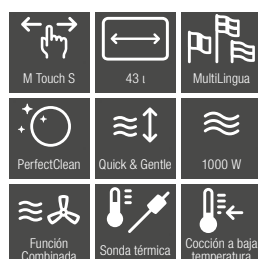 M Touch S
43 ι
MultiLingua
PerfectClean
Quick & Gentle
1000 W
Función
Combinada
Sonda térmica
Cocción a baja
temperatura